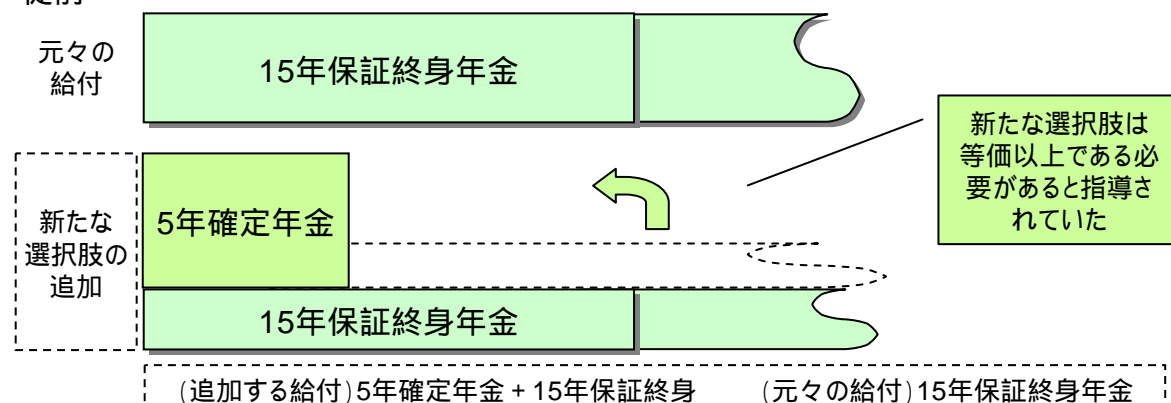 元々の
給付
15年保証終身年金
新たな選択肢は
等価以上である必
要があると指導さ
れていた
新たな
選択肢の
追加
5年確定年金
15年保証終身年金
(追加する給付)5年確定年金+15年保証終身 (元々の給付)15年保証終身年金